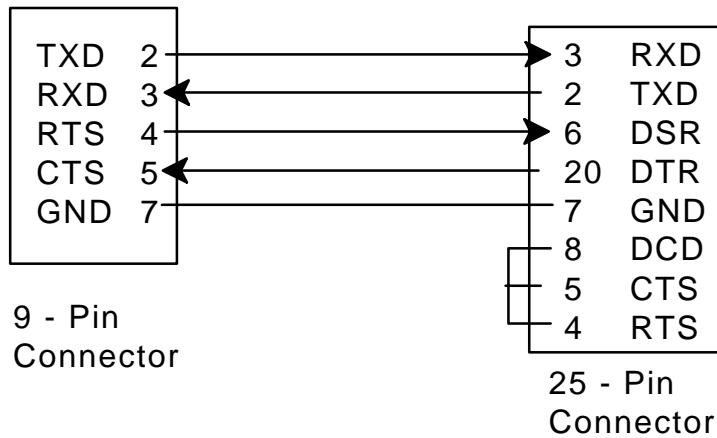 TXD 2
RXD 3
RTS 4
CTS 5
GND 7
9 - Pin
Connector
3 RXD
2 TXD
6 DSR
20 DTR
7 GND
8 DCD
5 CTS
4 RTS
25 - Pin
Connector